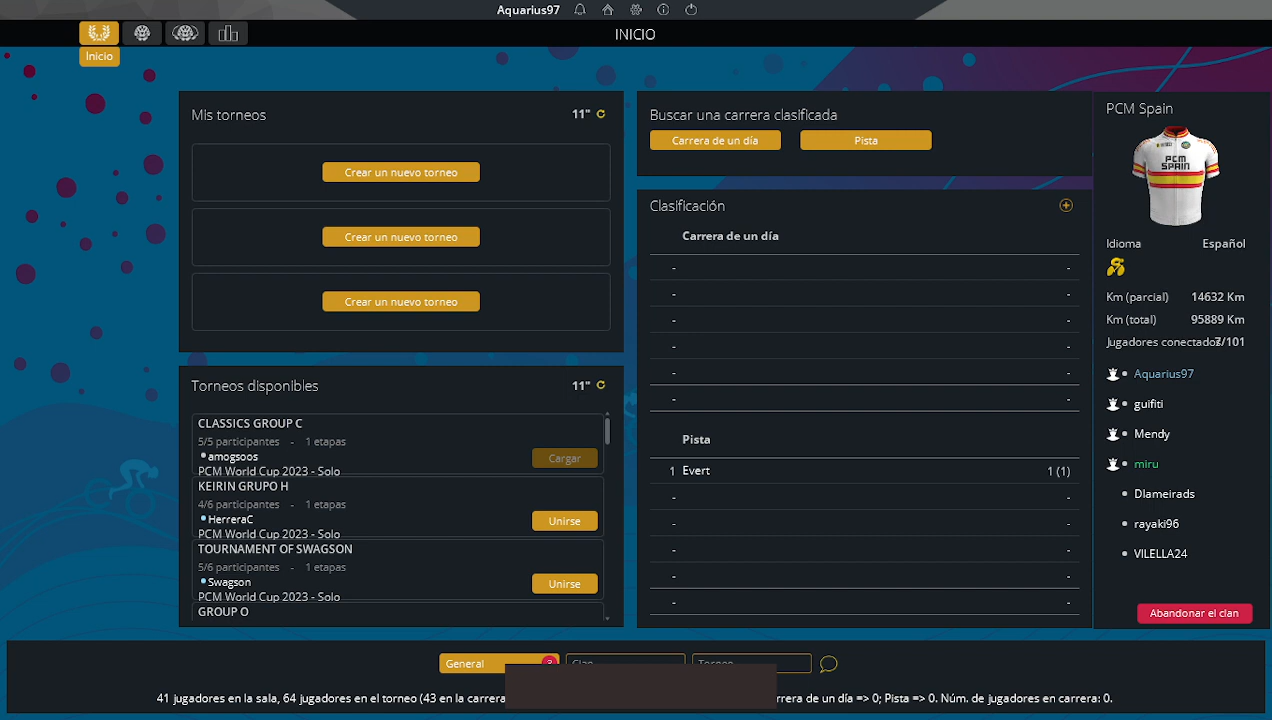 Aquarius97
INICIO
Inicio
Mis torneos
11"
Crear un nuevo torneo
Crear un nuevo torneo
Crear un nuevo torneo
Torneos disponibles
11"
CLASSICS GROUP C
5/5 participantes - 1 etapas
amogsoos
Cargar
PCM World Cup 2023 - Solo
KEIRIN GRUPO H
4/6 participantes - 1 etapas
HerreraC
Unirse
PCM World Cup 2023 - Solo
TOURNAMENT OF SWAGSON
5/6 participantes - 1 etapas
Swagson
Unirse
PCM World Cup 2023 - Solo
GROUP O
Buscar una carrera clasificada
Carrera de un día
Pista
Clasificación
Carrera de un día
- -
- -
- -
- -
- -
- -
Pista
1 Evert 1 (1)
- -
- -
- -
- -
- -
PCM Spain
PCM
SPAIN
Idioma Español
Km (parcial) 14632 Km
Km (total) 95889 Km
Jugadores conectados 7/101
Aquarius97
guifiti
Mendy
miru
Dlameirads
rayaki96
VILELLA24
Abandonar el clan
General 3
Clan
Torneo
41 jugadores en la sala, 64 jugadores en el torneo (43 en la carrera
rrera de un día => 0; Pista => 0. Núm. de jugadores en carrera: 0.